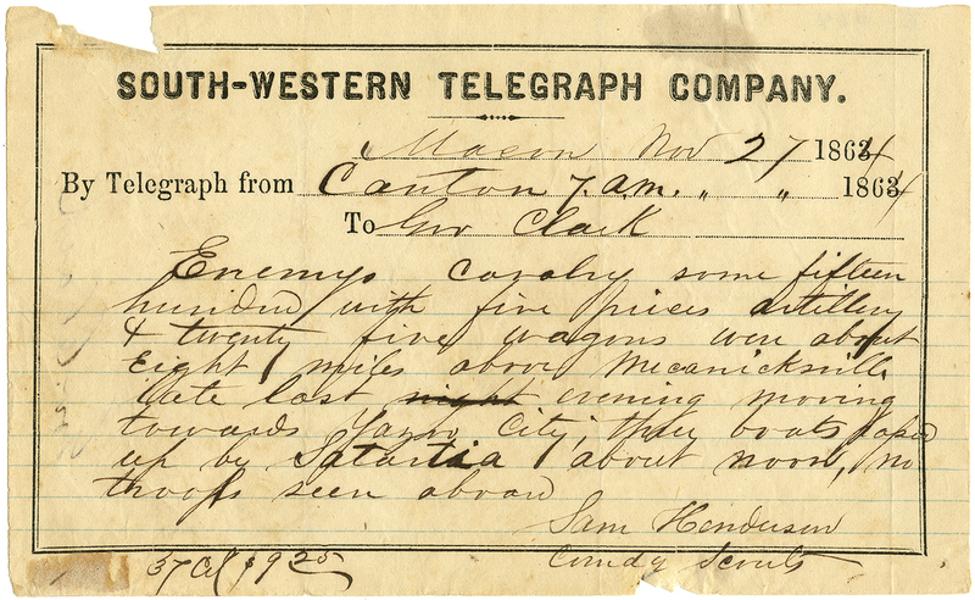 SOUTH-WESTERN TELEGRAPH COMPANY.
Macon Nov 27 1864
By Telegraph from Canton 7. a.m. " " 1864
To Gov Clark
Enemys cavalry some fifteen
hundred with five pieces artillery
& twenty five wagons were about
Eight miles above Mecanicksville
late last night evening moving
towards Yazoo City; they boats passed
up by Satartia about noon, no
troops seen aboard
Sam Henderson
Comdg Scouts
37 Col $9 25